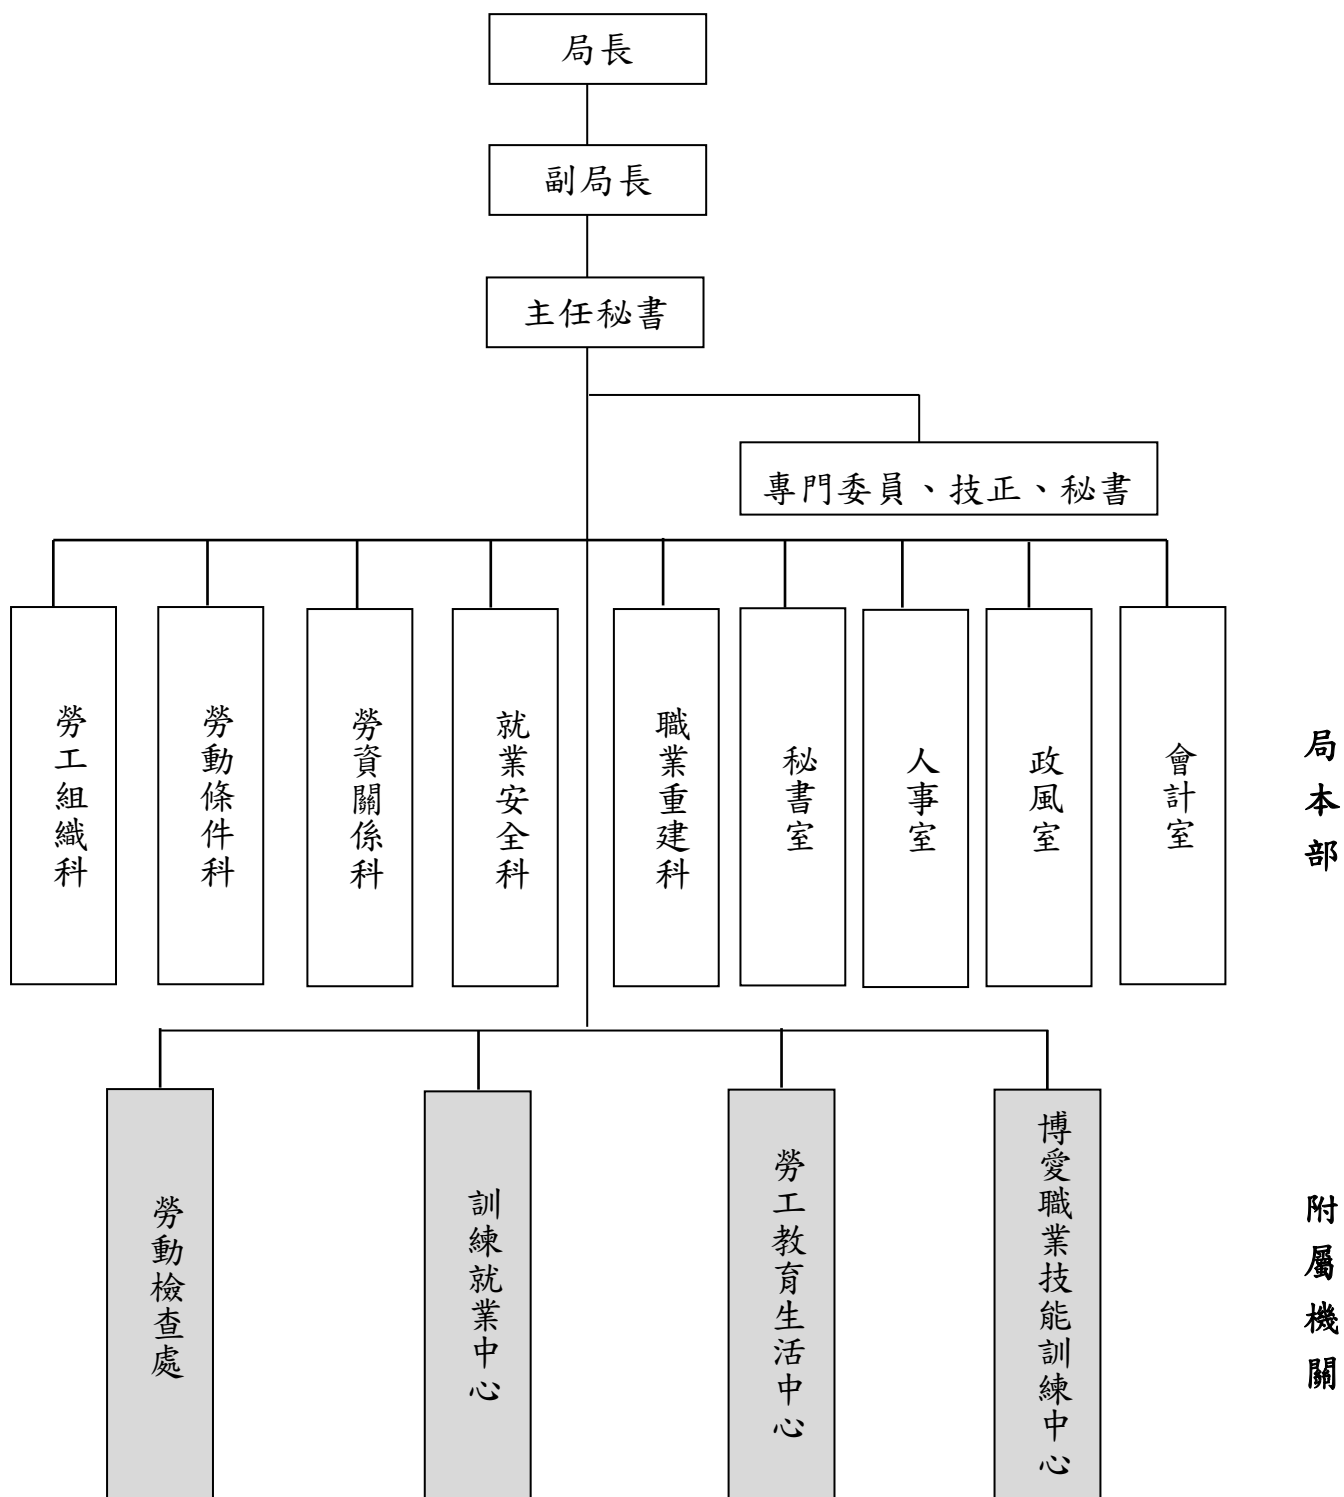 局長
副局長
主任秘書
專門委員、技正、秘書
勞工組織科
勞動條件科
勞資關係科
就業安全科
職業重建科
秘書室
人事室
政風室
會計室
局本部
勞動檢查處
訓練就業中心
勞工教育生活中心
博愛職業技能訓練中心
附屬機關